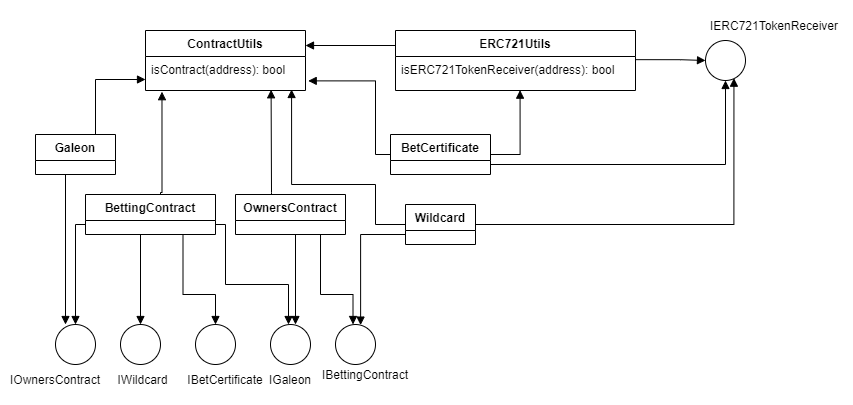 IERC721TokenReceiver
ContractUtils
isContract(address): bool
ERC721Utils
isERC721TokenReceiver(address): bool
Galeon
BetCertificate
BettingContract
OwnersContract
Wildcard
IOwnersContract
IWildcard
IBetCertificate
IGaleon
IBettingContract